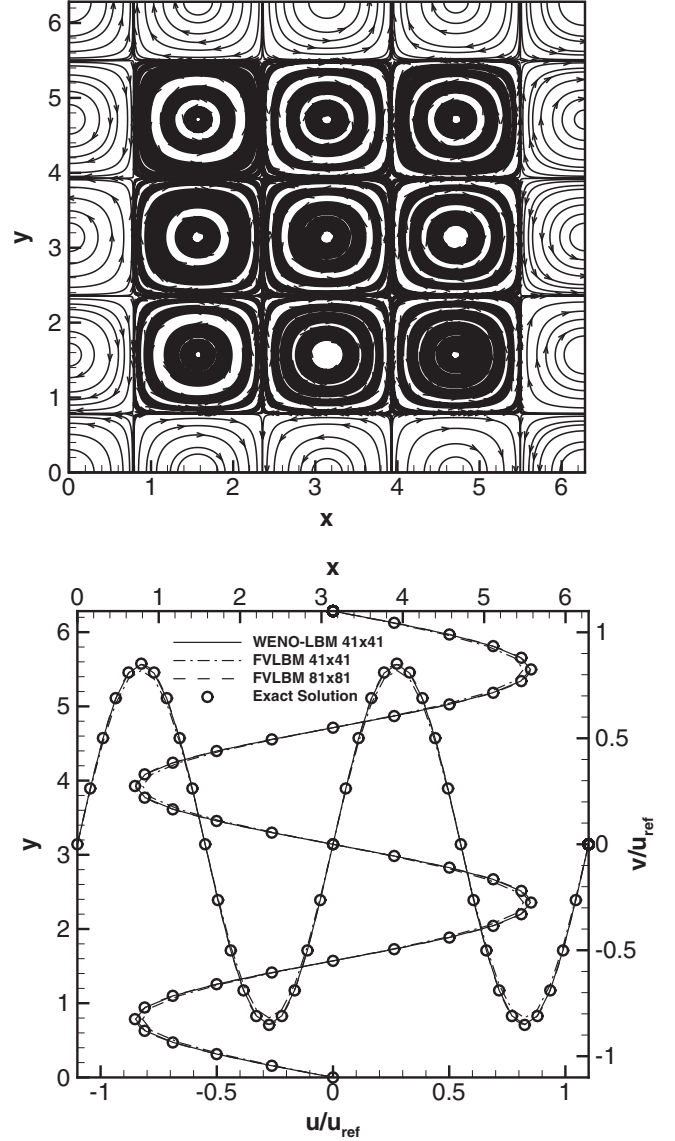 6
5
4
3
2
1
0
y
0 1 2 3 4 5 6
x
x
0 1 2 3 4 5 6
6
5
4
3
2
1
0
y
WENO-LBM 41x41
FVLBM 41x41
FVLBM 81x81
Exact Solution
1
0.5
0
-0.5
-1
v/u_ref
-1 -0.5 0 0.5 1
u/u_ref